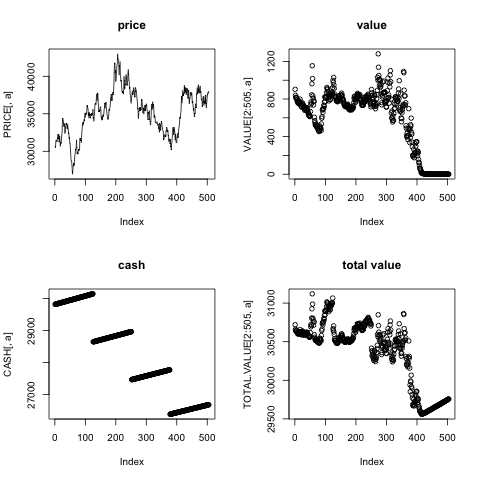 price
PRICE[, a]
30000 35000 40000
0 100 200 300 400 500
Index
value
VALUE[2:505, a]
0 400 800 1200
0 100 200 300 400 500
Index
cash
CASH[, a]
27000 29000
0 100 200 300 400 500
Index
total value
TOTAL.VALUE[2:505, a]
29500 30000 30500 31000
0 100 200 300 400 500
Index